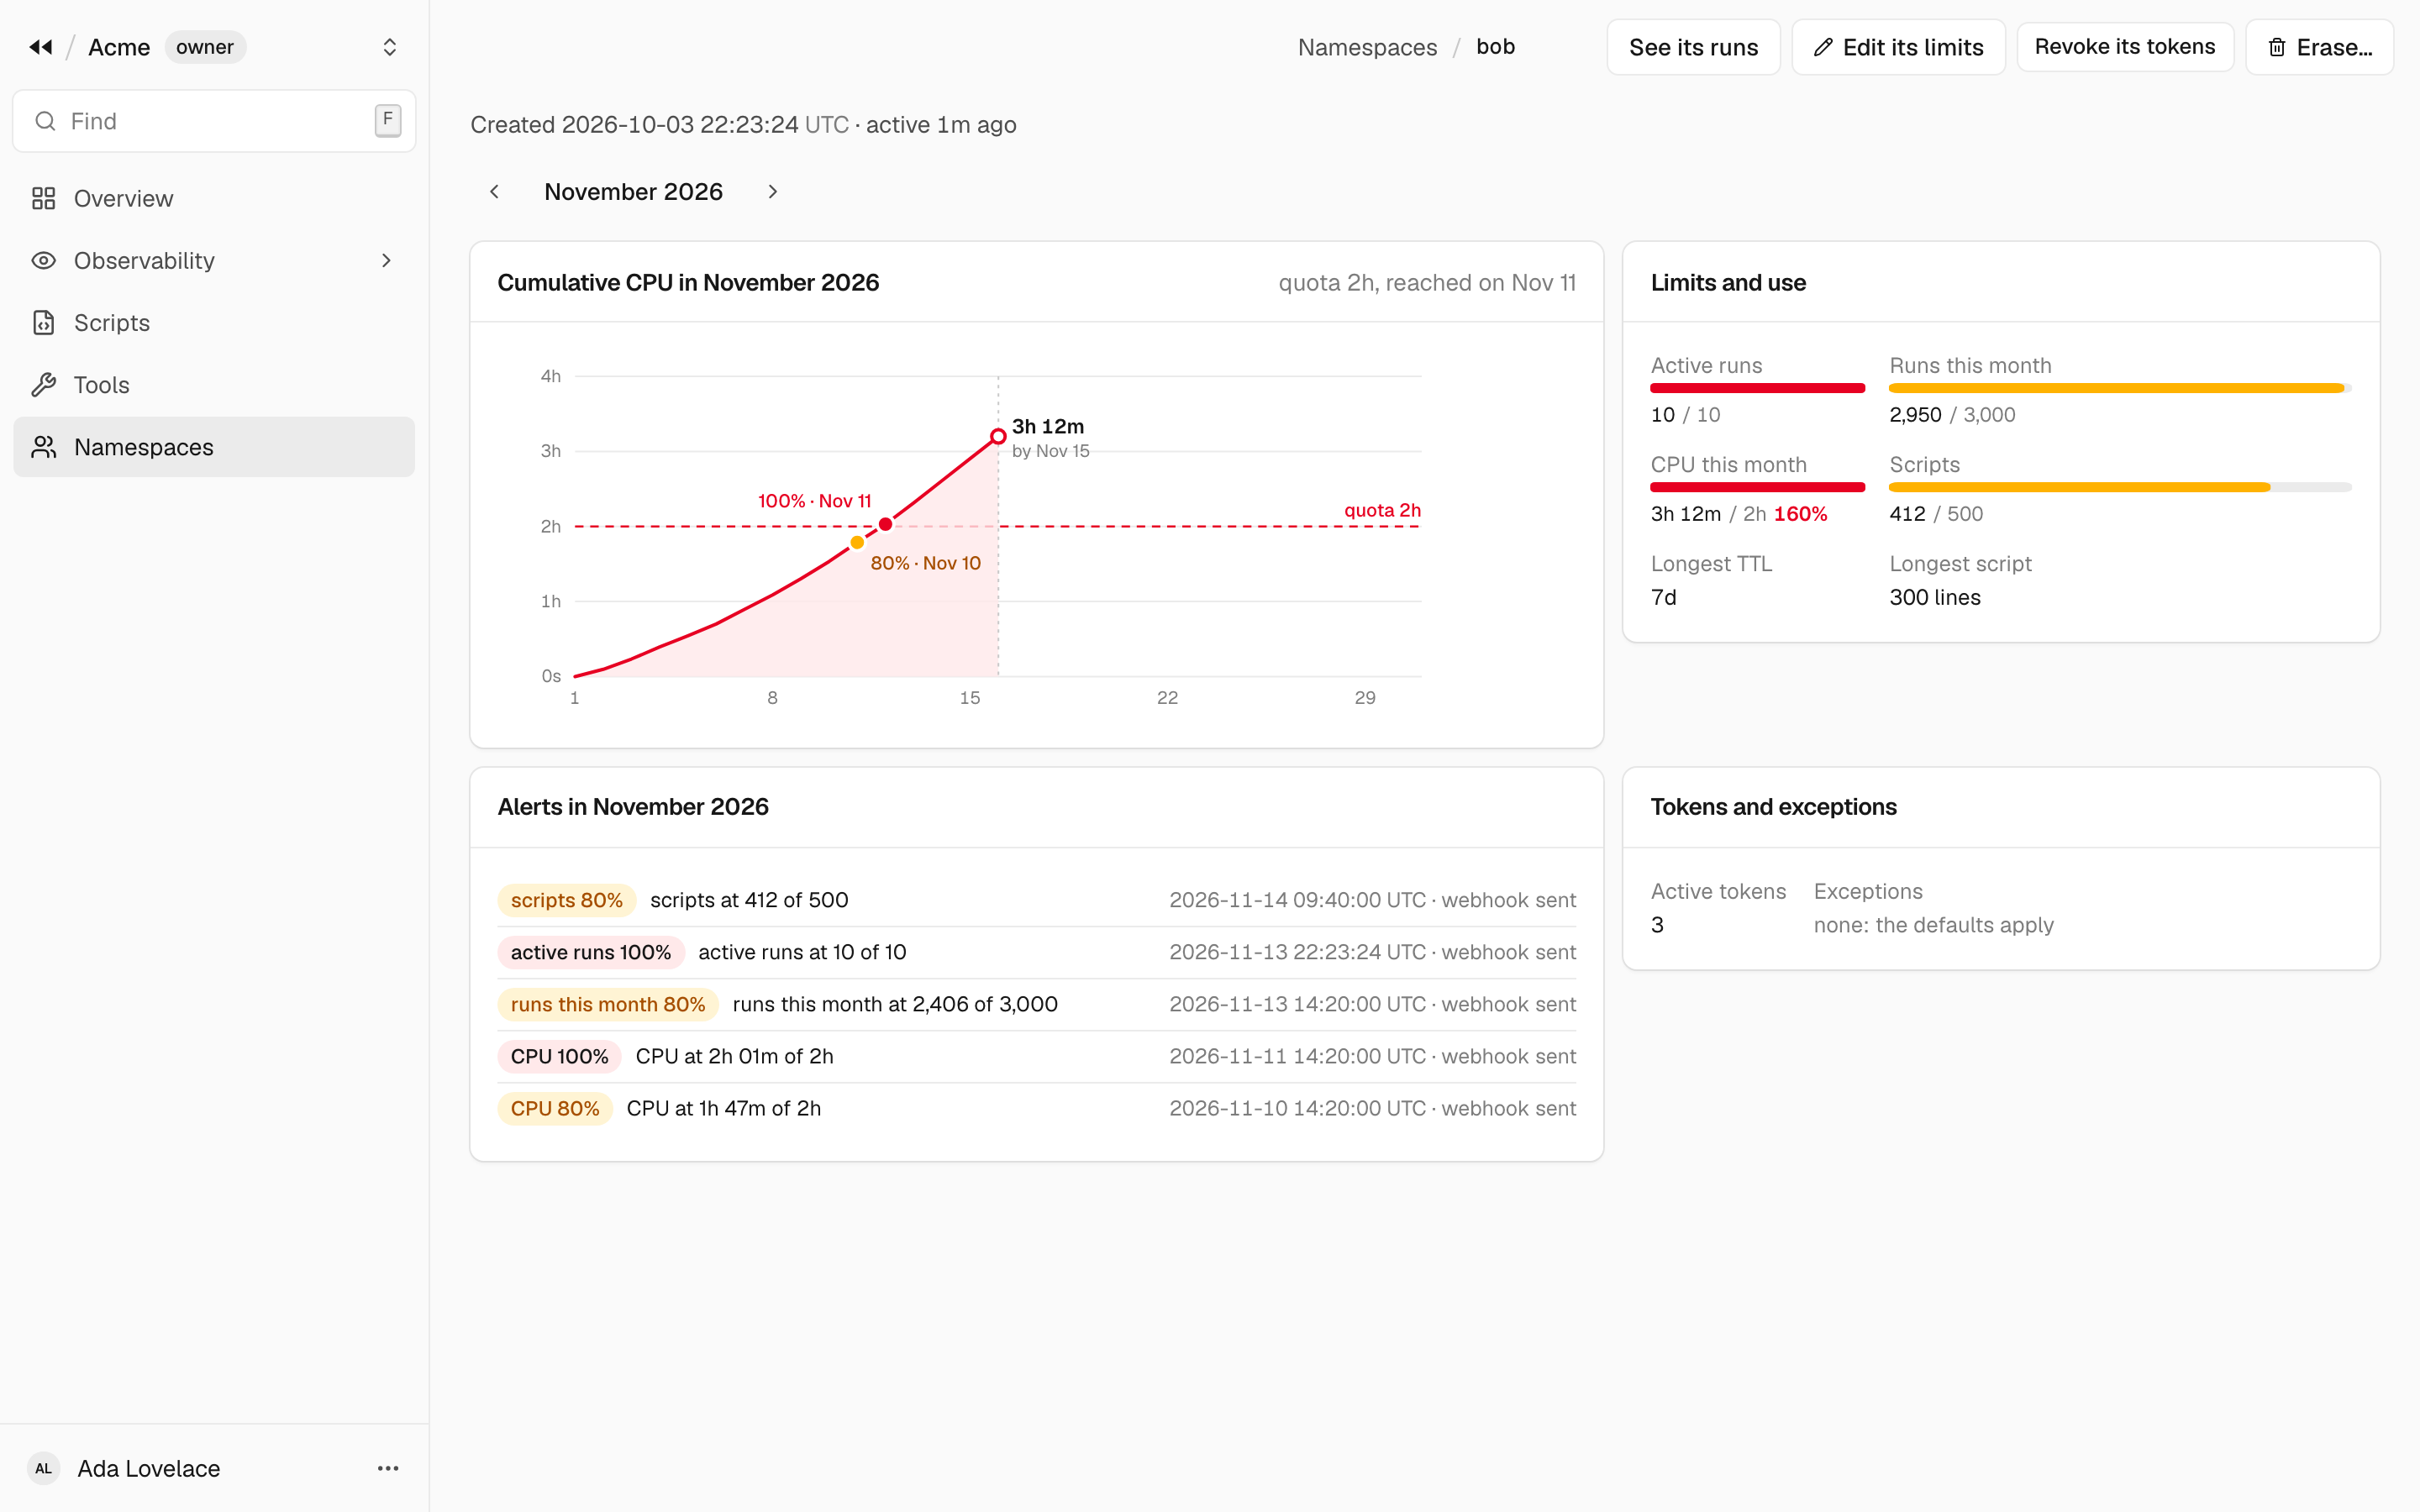 / Acme owner
Find F
Overview
Observability
Scripts
Tools
Namespaces
AL Ada Lovelace
Namespaces / bob
See its runs
Edit its limits
Revoke its tokens
Erase…
Created 2026-10-03 22:23:24 UTC · active 1m ago
November 2026
Cumulative CPU in November 2026
quota 2h, reached on Nov 11
4h
3h
2h
1h
0s
1 8 15 22 29
3h 12m
by Nov 15
100% · Nov 11
quota 2h
80% · Nov 10
Limits and use
Active runs
10 / 10
Runs this month
2,950 / 3,000
CPU this month
3h 12m / 2h 160%
Scripts
412 / 500
Longest TTL
7d
Longest script
300 lines
Alerts in November 2026
scripts 80% scripts at 412 of 500 2026-11-14 09:40:00 UTC · webhook sent
active runs 100% active runs at 10 of 10 2026-11-13 22:23:24 UTC · webhook sent
runs this month 80% runs this month at 2,406 of 3,000 2026-11-13 14:20:00 UTC · webhook sent
CPU 100% CPU at 2h 01m of 2h 2026-11-11 14:20:00 UTC · webhook sent
CPU 80% CPU at 1h 47m of 2h 2026-11-10 14:20:00 UTC · webhook sent
Tokens and exceptions
Active tokens
3
Exceptions
none: the defaults apply